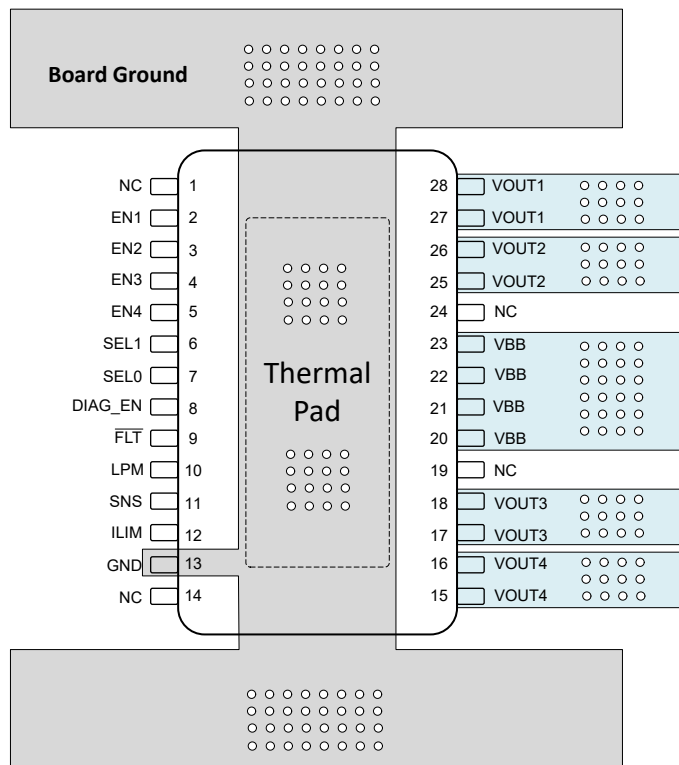 Board Ground
NC 1 28 VOUT1
EN1 2 27 VOUT1
EN2 3 26 VOUT2
EN3 4 25 VOUT2
EN4 5 24 NC
SEL1 6 23 VBB
SEL0 7 22 VBB
DIAG_EN 8 21 VBB
FLT 9 20 VBB
LPM 10 19 NC
SNS 11 18 VOUT3
ILIM 12 17 VOUT3
GND 13 16 VOUT4
NC 14 15 VOUT4
Thermal
Pad